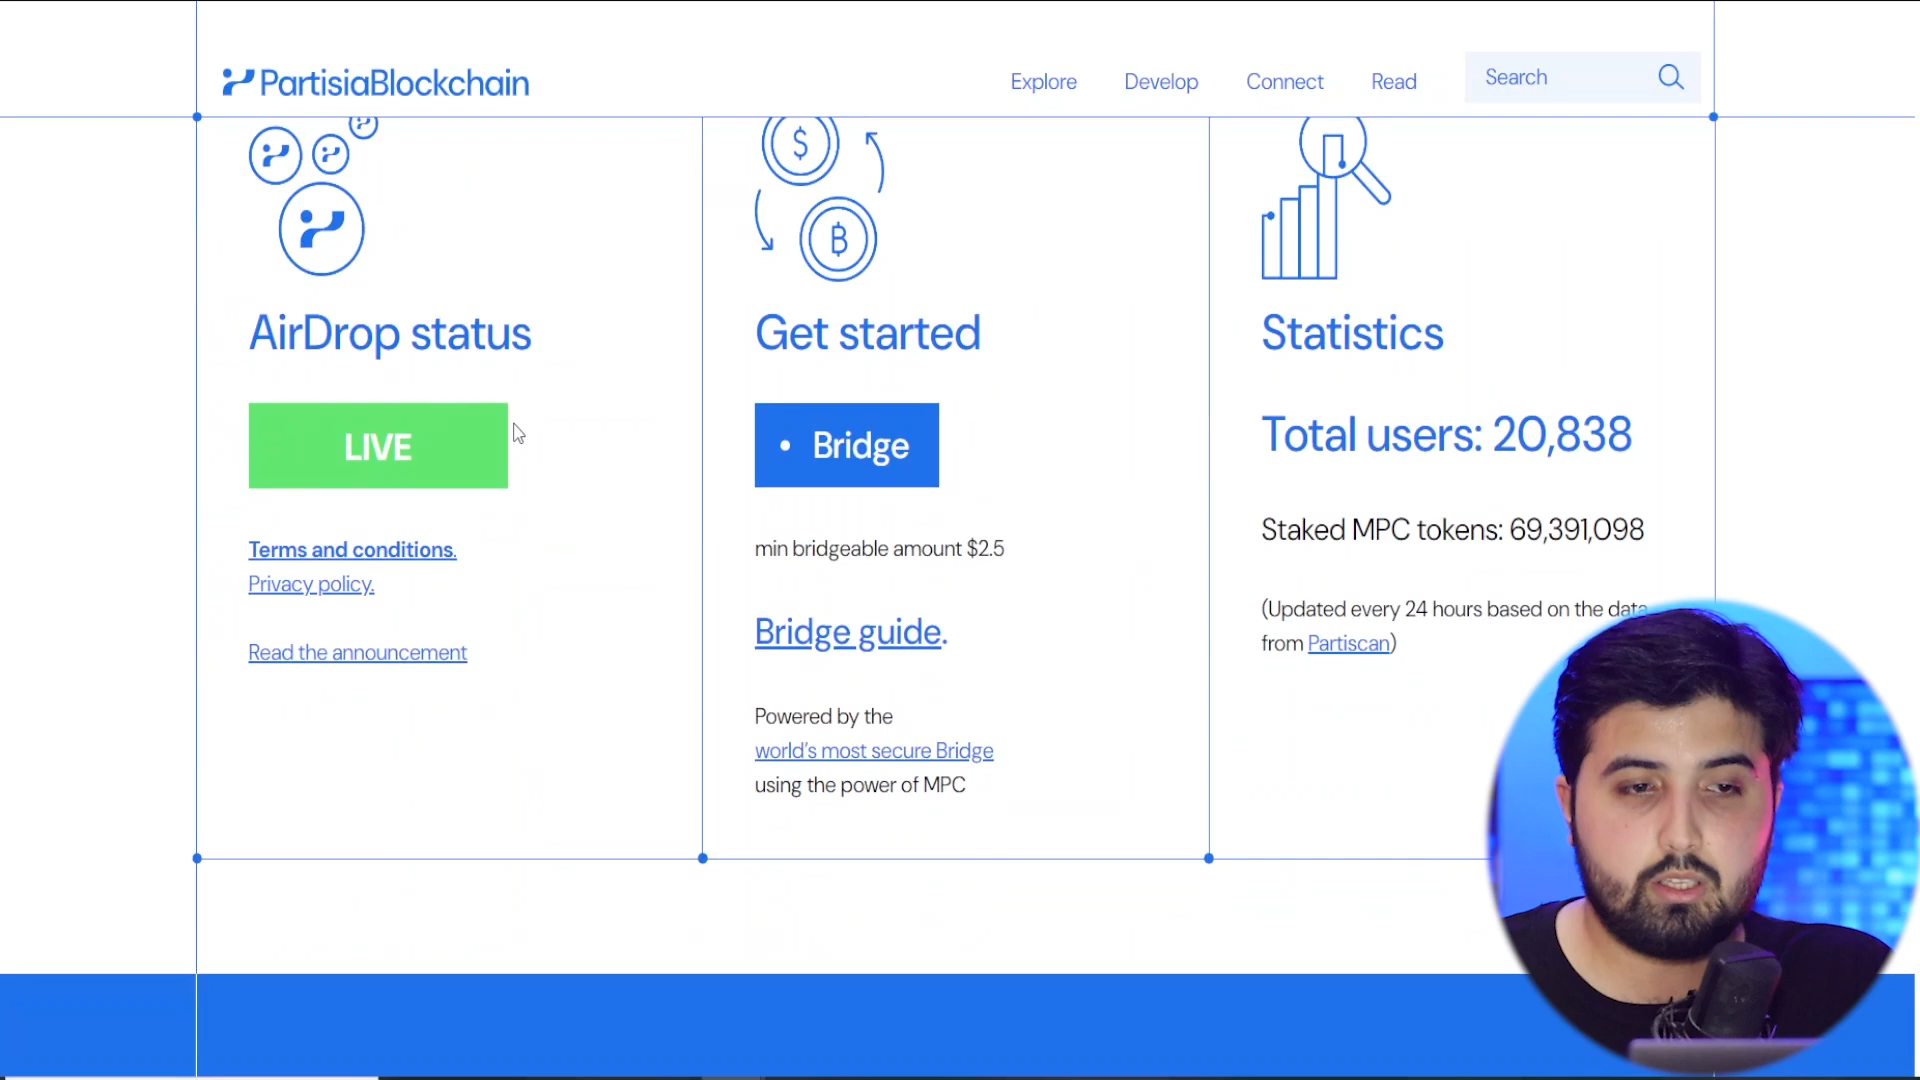 PartisiaBlockchain
Explore
Develop
Connect
Read
Search
AirDrop status
LIVE
Terms and conditions.
Privacy policy.
Read the announcement
Get started
• Bridge
min bridgeable amount $2.5
Bridge guide.
Powered by the
world's most secure Bridge
using the power of MPC
Statistics
Total users: 20,838
Staked MPC tokens: 69,391,098
(Updated every 24 hours based on the data
from Partiscan)